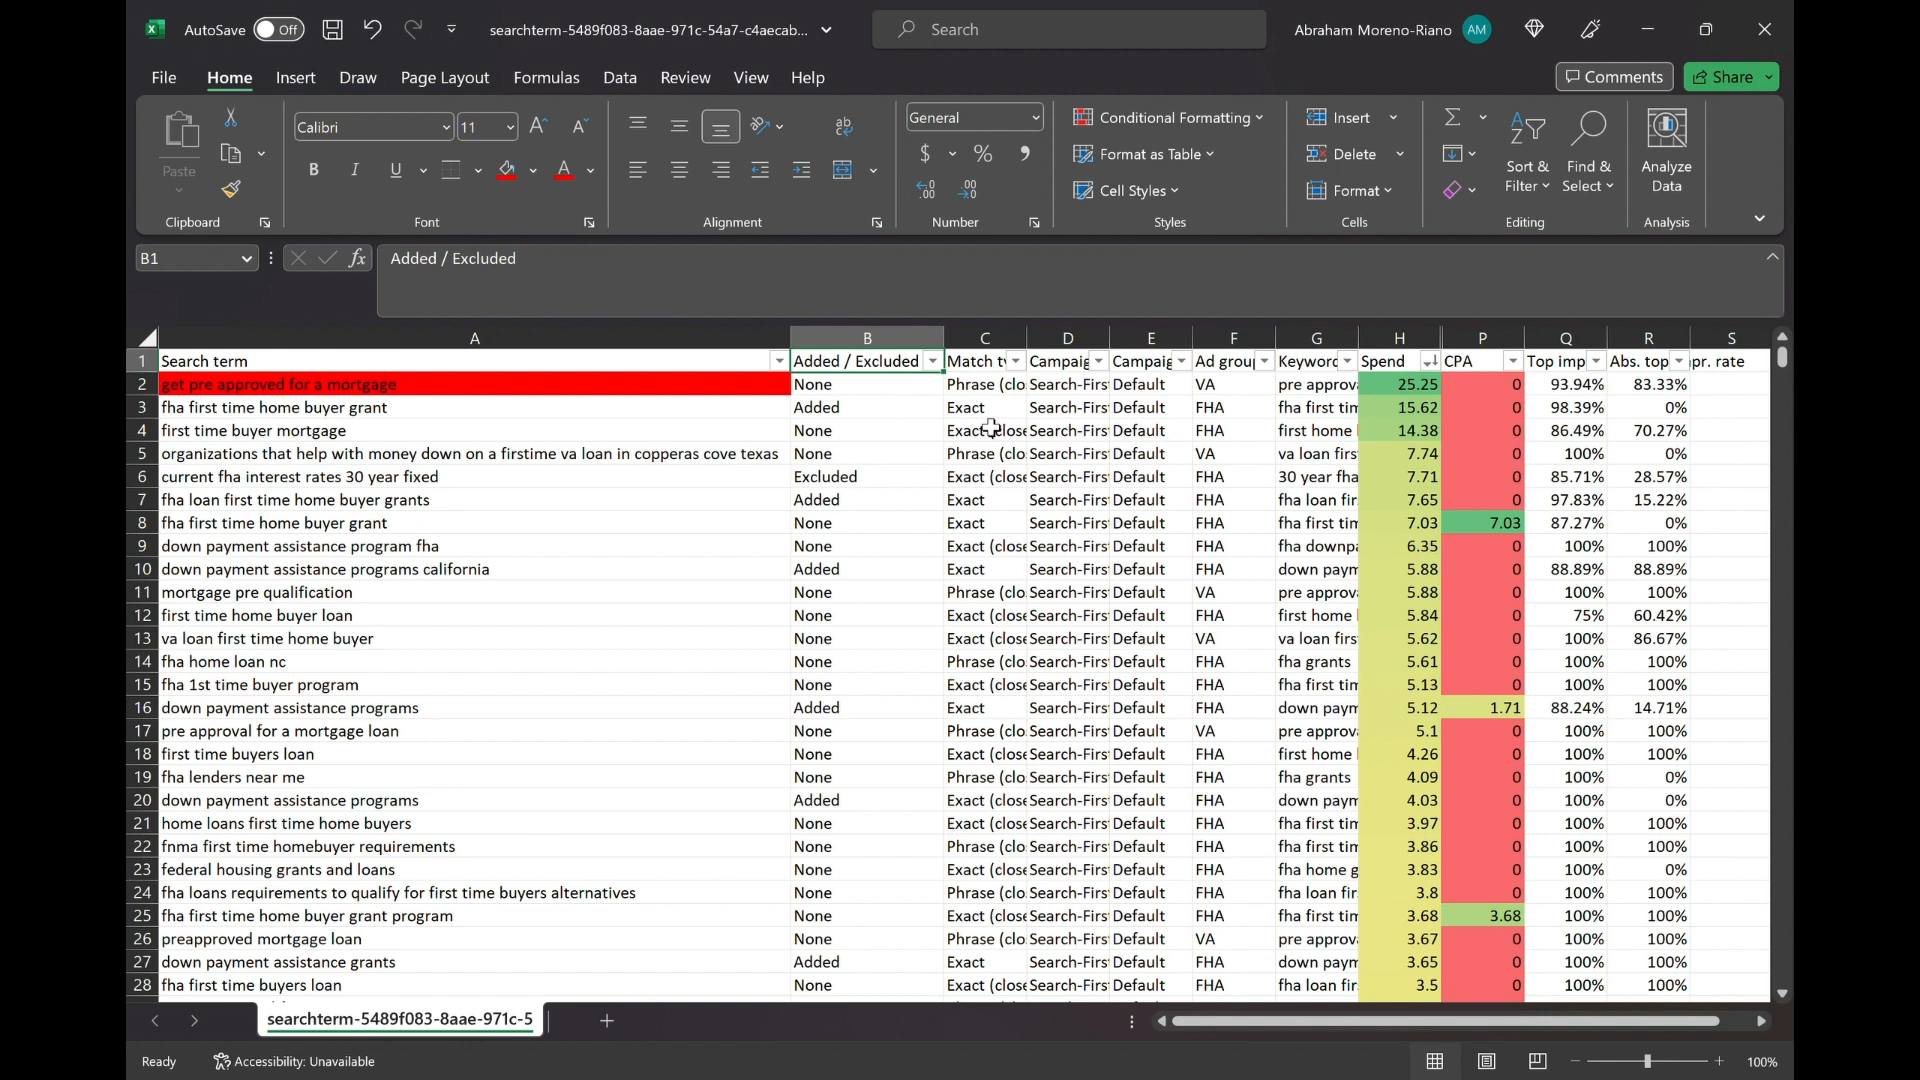 AutoSave Off searchterm-5489f083-8aae-971c-54a7-c4aecab... Search Abraham Moreno-Riano AM
File Home Insert Draw Page Layout Formulas Data Review View Help Comments Share
Paste Calibri 11 General Conditional Formatting Format as Table Cell Styles Insert Delete Format Sort & Filter Find & Select Analyze Data
Clipboard Font Alignment Number Styles Cells Editing Analysis
B1 fx Added / Excluded
A B C D E F G H P Q R S
1 Search term Added / Excluded Match Campaig Campaig Ad grou Keyword Spend CPA Top imp Abs. top pr. rate
2 get pre approved for a mortgage None Phrase (clo Search-Firs Default VA pre approv 25.25 0 93.94% 83.33%
3 fha first time home buyer grant Added Exact Search-Firs Default FHA fha first tim 15.62 0 98.39% 0%
4 first time buyer mortgage None Exact close Search-Firs Default FHA first home 14.38 0 86.49% 70.27%
5 organizations that help with money down on a firstime va loan in copperas cove texas None Phrase (clo Search-Firs Default VA va loan firs 7.74 0 100% 0%
6 current fha interest rates 30 year fixed Excluded Exact (close Search-Firs Default FHA 30 year fha 7.71 0 85.71% 28.57%
7 fha loan first time home buyer grants Added Exact Search-Firs Default FHA fha loan fir 7.65 0 97.83% 15.22%
8 fha first time home buyer grant None Exact Search-Firs Default FHA fha first tim 7.03 7.03 87.27% 0%
9 down payment assistance program fha None Exact (close Search-Firs Default FHA fha downpa 6.35 0 100% 100%
10 down payment assistance programs california Added Exact Search-Firs Default FHA down paym 5.88 0 88.89% 88.89%
11 mortgage pre qualification None Phrase (clo Search-Firs Default VA pre approv 5.88 0 100% 100%
12 first time home buyer loan None Exact (close Search-Firs Default FHA first home 5.84 0 75% 60.42%
13 va loan first time home buyer None Exact (close Search-Firs Default VA va loan firs 5.62 0 100% 86.67%
14 fha home loan nc None Phrase (clo Search-Firs Default FHA fha grants 5.61 0 100% 100%
15 fha 1st time buyer program None Exact (close Search-Firs Default FHA fha first tim 5.13 0 100% 100%
16 down payment assistance programs Added Exact Search-Firs Default FHA down paym 5.12 1.71 88.24% 14.71%
17 pre approval for a mortgage loan None Phrase (clo Search-Firs Default VA pre approv 5.1 0 100% 100%
18 first time buyers loan None Exact (close Search-Firs Default FHA first home 4.26 0 100% 100%
19 fha lenders near me None Phrase (clo Search-Firs Default FHA fha grants 4.09 0 100% 0%
20 down payment assistance programs Added Exact (close Search-Firs Default FHA down paym 4.03 0 100% 0%
21 home loans first time home buyers None Exact (close Search-Firs Default FHA fha first tim 3.97 0 100% 100%
22 fnma first time homebuyer requirements None Phrase (clo Search-Firs Default FHA fha first tim 3.86 0 100% 100%
23 federal housing grants and loans None Exact (close Search-Firs Default FHA fha home g 3.83 0 100% 0%
24 fha loans requirements to qualify for first time buyers alternatives None Phrase (clo Search-Firs Default FHA fha loan fir 3.8 0 100% 100%
25 fha first time home buyer grant program None Exact (close Search-Firs Default FHA fha first tim 3.68 3.68 100% 100%
26 preapproved mortgage loan None Phrase (clo Search-Firs Default VA pre approv 3.67 0 100% 100%
27 down payment assistance grants Added Exact Search-Firs Default FHA down paym 3.65 0 100% 100%
28 fha first time buyers loan None Exact (close Search-Firs Default FHA fha loan fir 3.5 0 100% 100%
searchterm-5489f083-8aae-971c-5
Ready Accessibility: Unavailable 100%